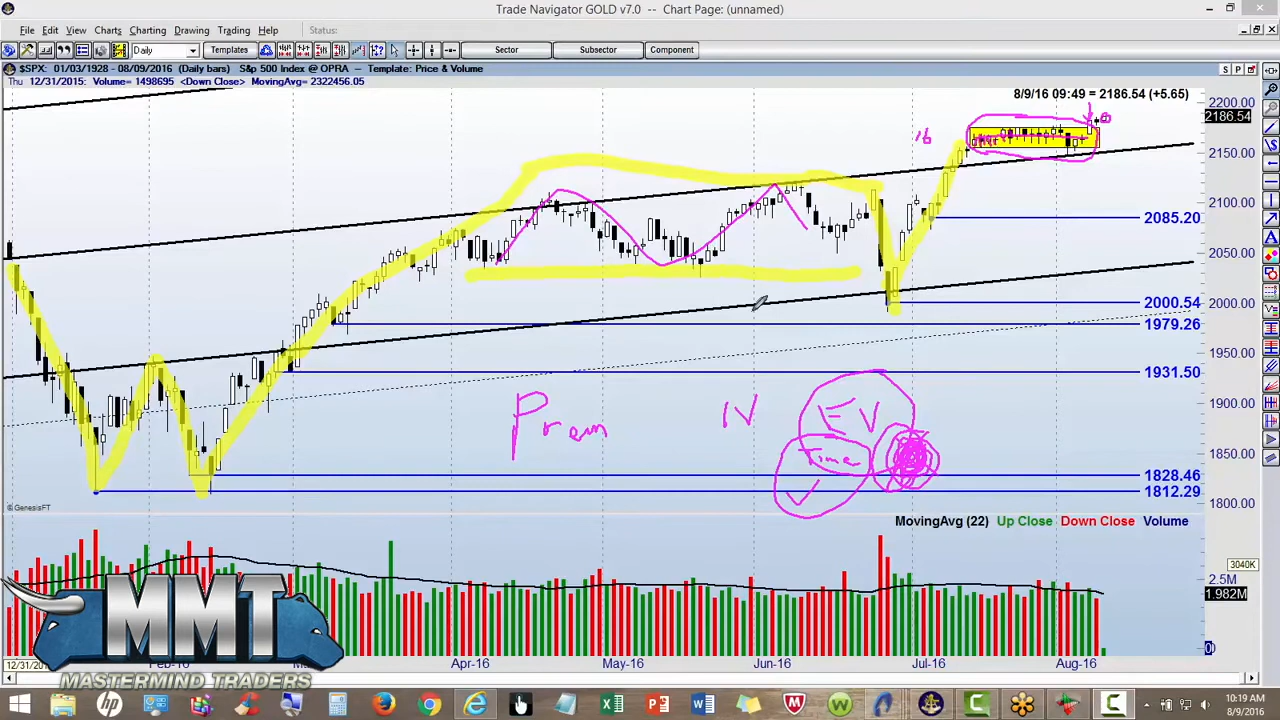 Trade Navigator GOLD v7.0 -- Chart Page: (unnamed)
File Edit View Charts Charting Drawing Trading Help Status:
Daily Templates Sector Subsector Component
$SPX: 01/03/1928 - 08/09/2016 (Daily bars) S&p 500 Index @ OPRA - Template: Price & Volume S P
Thu 12/31/2015: Volume= 1498695 <Down Close> MovingAvg= 2322456.05
8/9/16 09:49 = 2186.54 (+5.65)
2200.00
2186.54
16
2150.00
2100.00
2085.20
2050.00
2000.54
2000.00
1979.26
1950.00
1931.50
1900.00
Prem IV EV
Time
1850.00
1828.46
1812.29
1800.00
© GenesisFT
MovingAvg (22) Up Close Down Close Volume
3040K
2.5M
1.982M
0
MMT
MASTERMIND TRADERS
Apr-16 May-16 Jun-16 Jul-16 Aug-16
10:19 AM
8/9/2016